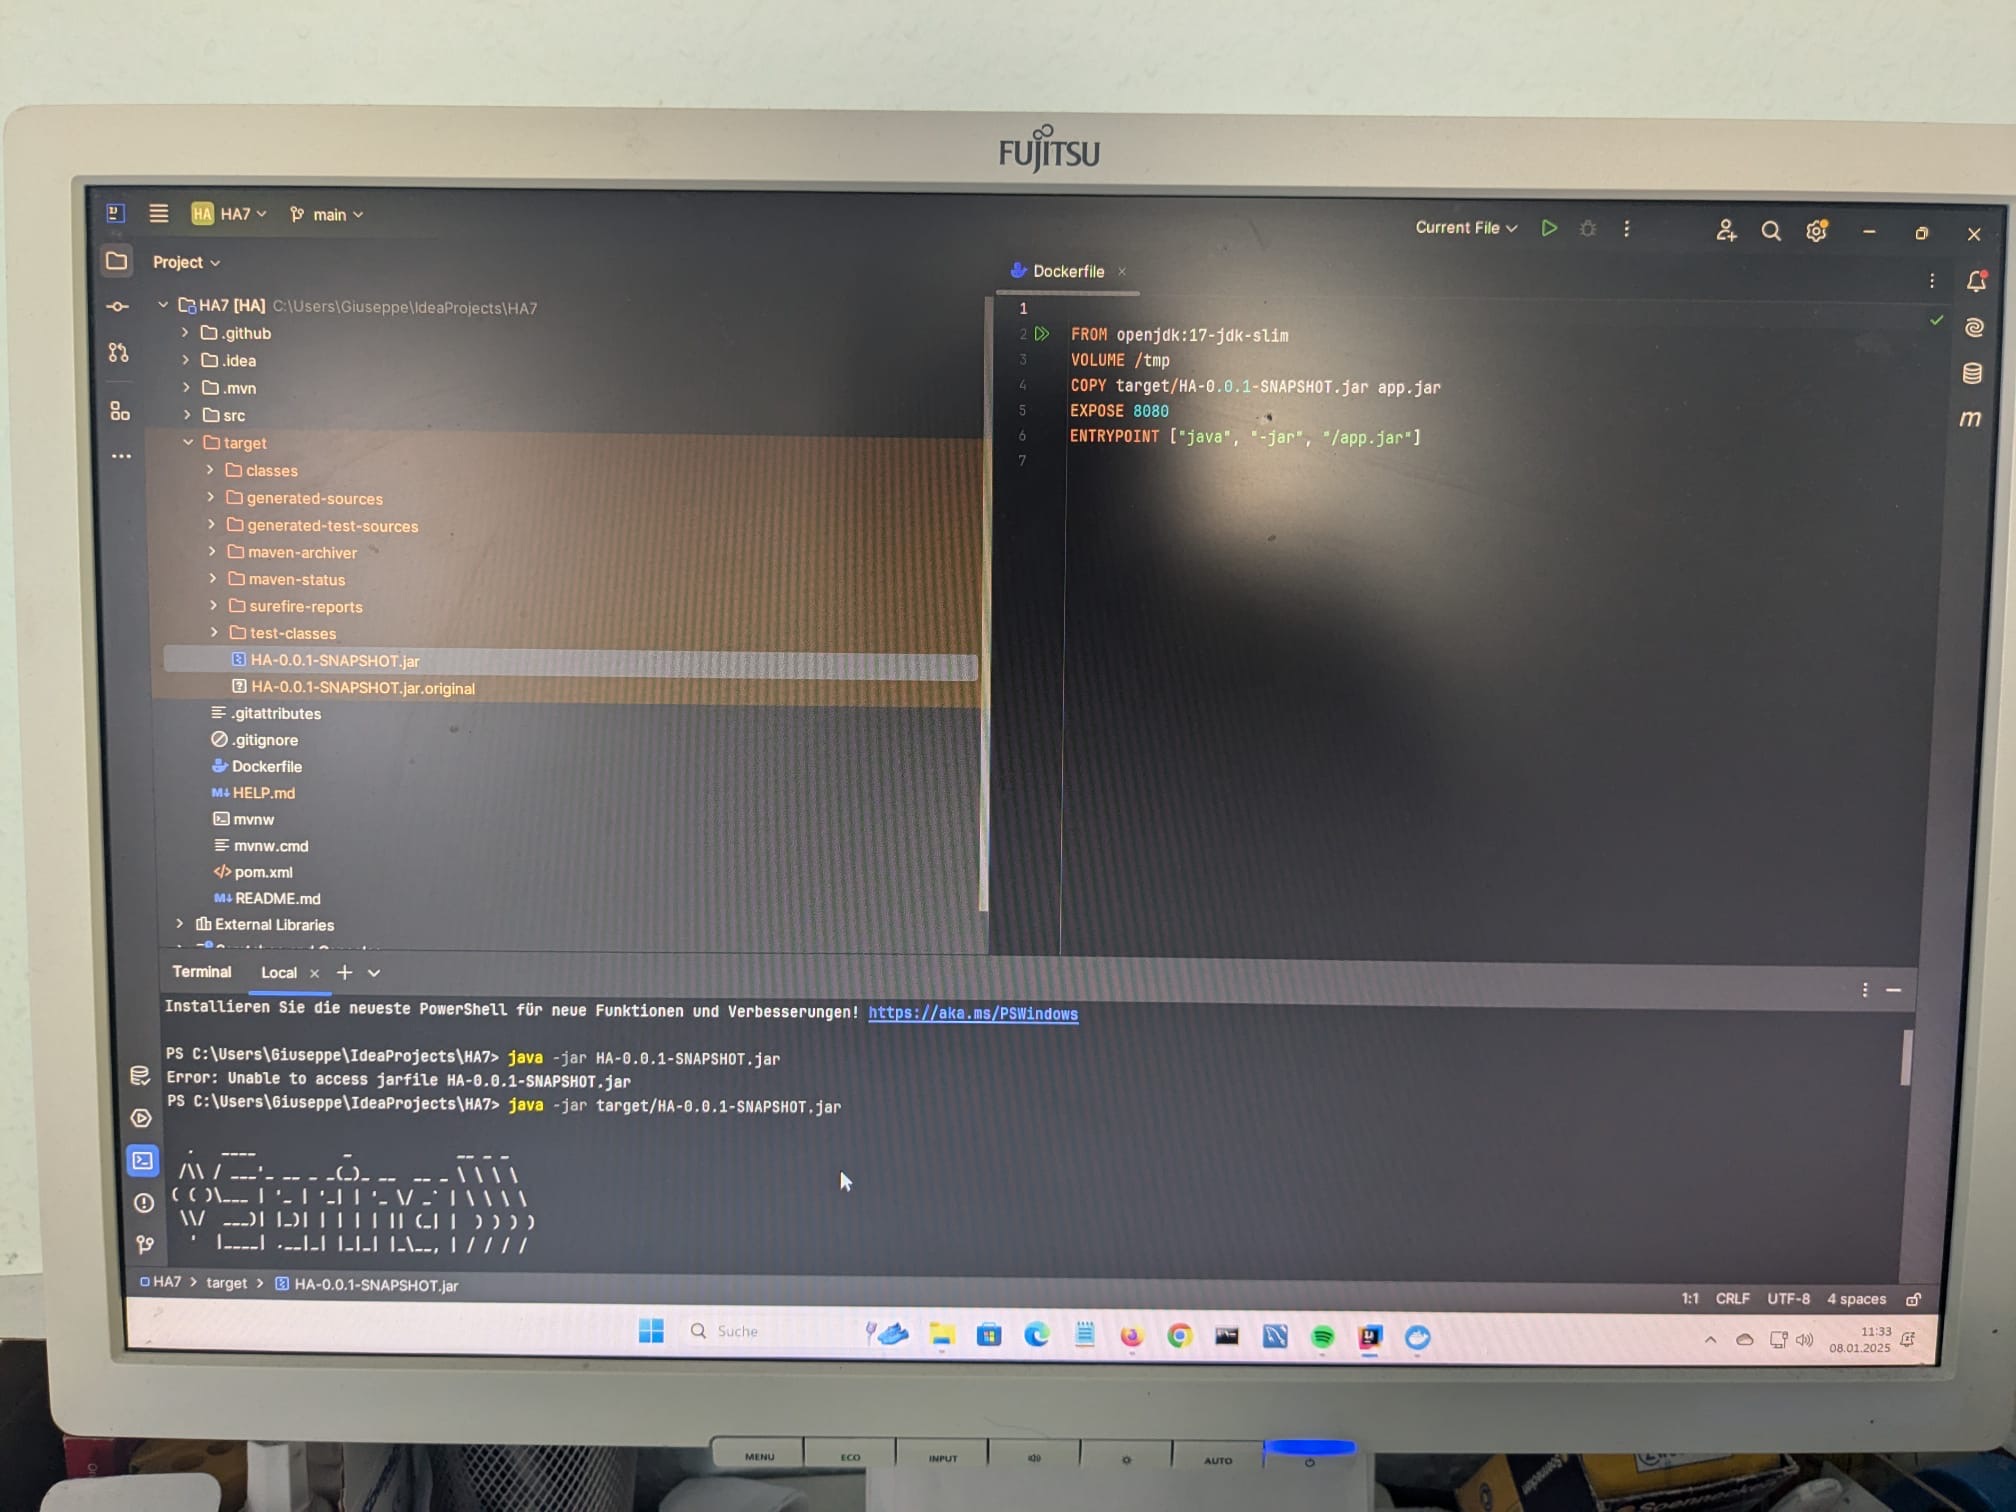 FUJITSU
HA HA7 main
Current File
Project
Dockerfile
HA7 [HA] C:\Users\Giuseppe\IdeaProjects\HA7
.github
.idea
.mvn
src
target
classes
generated-sources
generated-test-sources
maven-archiver
maven-status
surefire-reports
test-classes
HA-0.0.1-SNAPSHOT.jar
HA-0.0.1-SNAPSHOT.jar.original
.gitattributes
.gitignore
Dockerfile
M↓ HELP.md
mvnw
mvnw.cmd
</> pom.xml
M↓ README.md
External Libraries
1
2 FROM openjdk:17-jdk-slim
3 VOLUME /tmp
4 COPY target/HA-0.0.1-SNAPSHOT.jar app.jar
5 EXPOSE 8080
6 ENTRYPOINT ["java", "-jar", "/app.jar"]
7
m
Terminal Local
Installieren Sie die neueste PowerShell für neue Funktionen und Verbesserungen! https://aka.ms/PSWindows
PS C:\Users\Giuseppe\IdeaProjects\HA7> java -jar HA-0.0.1-SNAPSHOT.jar
Error: Unable to access jarfile HA-0.0.1-SNAPSHOT.jar
PS C:\Users\Giuseppe\IdeaProjects\HA7> java -jar target/HA-0.0.1-SNAPSHOT.jar
HA7 > target > HA-0.0.1-SNAPSHOT.jar
1:1 CRLF UTF-8 4 spaces
Suche
11:33
08.01.2025
MENU ECO INPUT AUTO